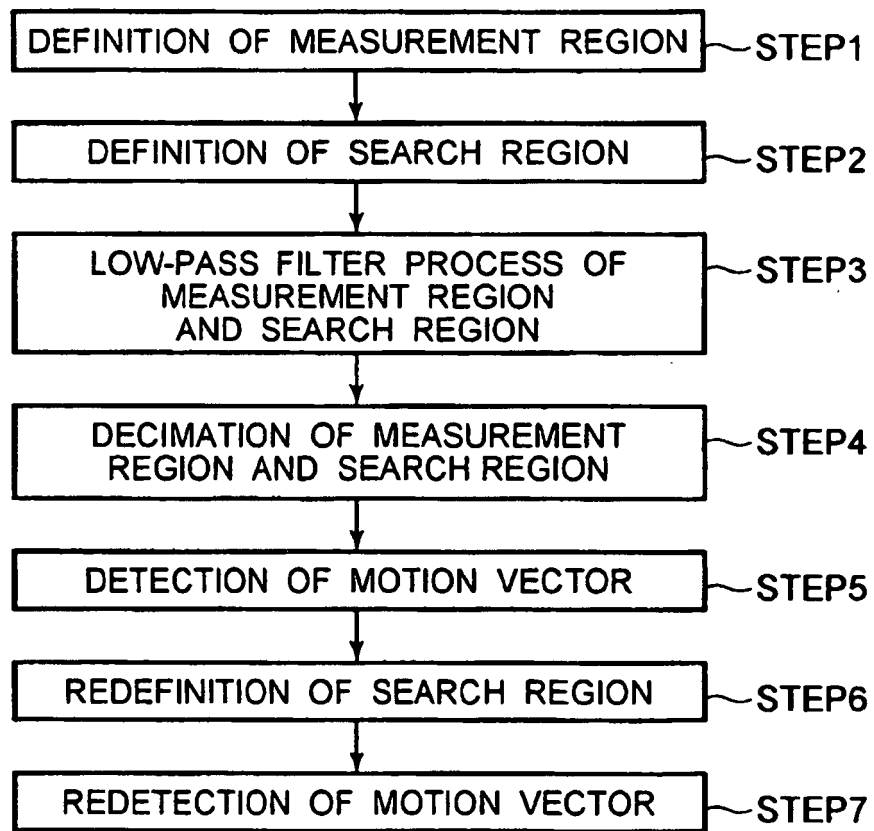 DEFINITION OF MEASUREMENT REGION STEP1
DEFINITION OF SEARCH REGION STEP2
LOW-PASS FILTER PROCESS OF STEP3
MEASUREMENT REGION
AND SEARCH REGION
DECIMATION OF MEASUREMENT STEP4
REGION AND SEARCH REGION
DETECTION OF MOTION VECTOR STEP5
REDEFINITION OF SEARCH REGION STEP6
REDETECTION OF MOTION VECTOR STEP7